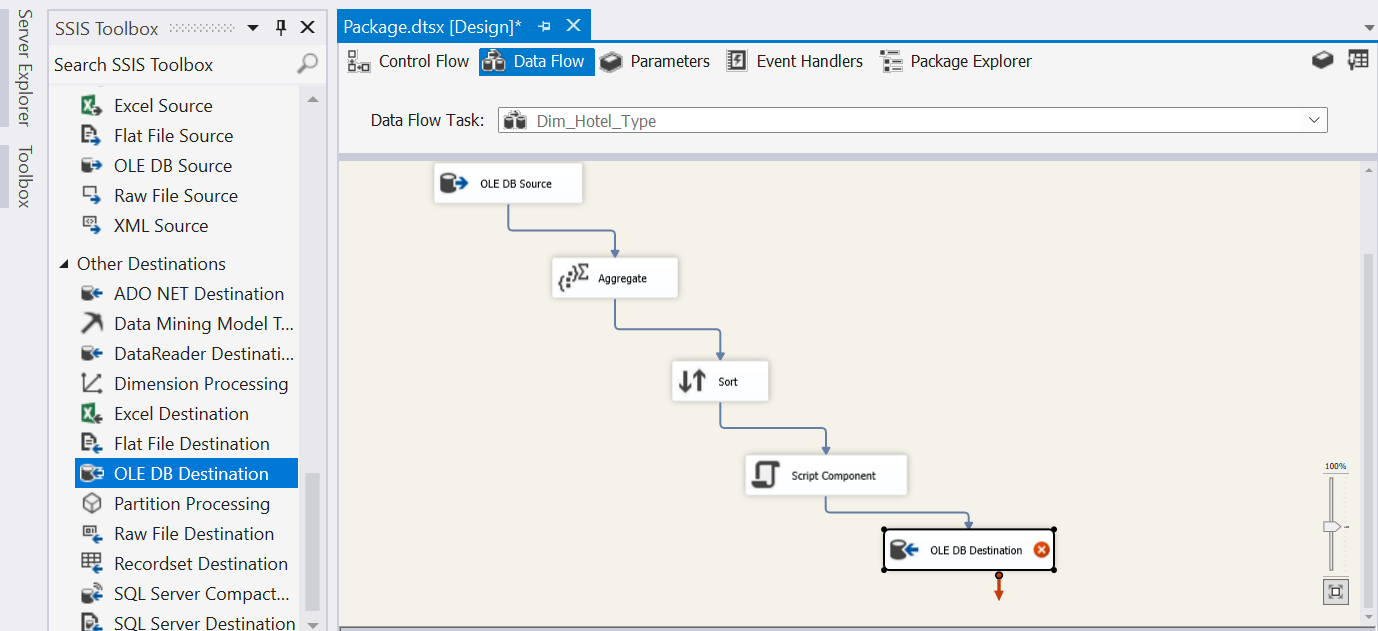 Server Explorer
Toolbox
SSIS Toolbox
Search SSIS Toolbox
Excel Source
Flat File Source
OLE DB Source
Raw File Source
XML Source
Other Destinations
ADO NET Destination
Data Mining Model T...
DataReader Destinati...
Dimension Processing
Excel Destination
Flat File Destination
OLE DB Destination
Partition Processing
Raw File Destination
Recordset Destination
SQL Server Compact...
SQL Server Destination
Package.dtsx [Design]*
Control Flow
Data Flow
Parameters
Event Handlers
Package Explorer
Data Flow Task:
Dim_Hotel_Type
OLE DB Source
Aggregate
Sort
Script Component
OLE DB Destination
100%